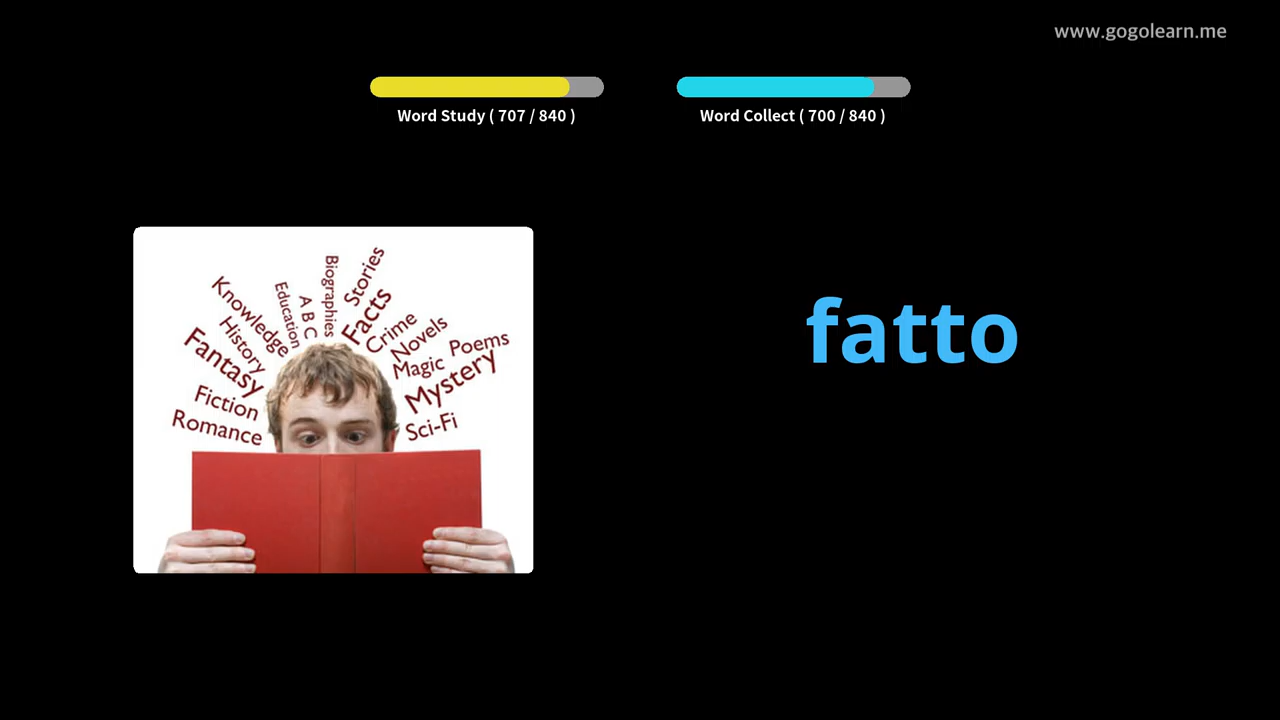 www.gogolearn.me
Word Study ( 707 / 840 )
Word Collect ( 700 / 840 )
fatto
Biographies
Stories
Education
A B C
Facts
Knowledge
Crime
History
Novels
Fantasy
Magic
Poems
Mystery
Fiction
Romance
Sci-Fi